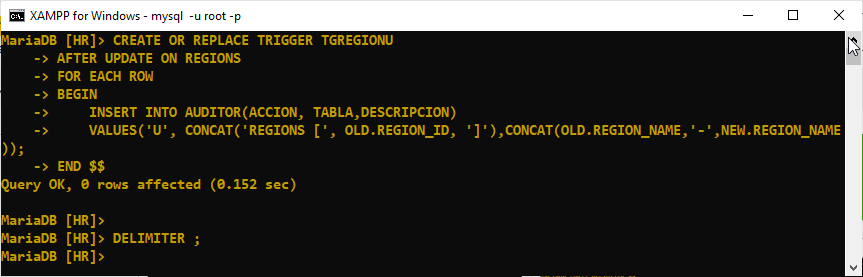 XAMPP for Windows - mysql -u root -p
MariaDB [HR]> CREATE OR REPLACE TRIGGER TGREGIONU
    -> AFTER UPDATE ON REGIONS
    -> FOR EACH ROW
    -> BEGIN
    ->     INSERT INTO AUDITOR(ACCION, TABLA,DESCRIPCION)
    ->     VALUES('U', CONCAT('REGIONS [', OLD.REGION_ID, ']'),CONCAT(OLD.REGION_NAME,'-',NEW.REGION_NAME
));
    -> END $$
Query OK, 0 rows affected (0.152 sec)
MariaDB [HR]>
MariaDB [HR]> DELIMITER ;
MariaDB [HR]>